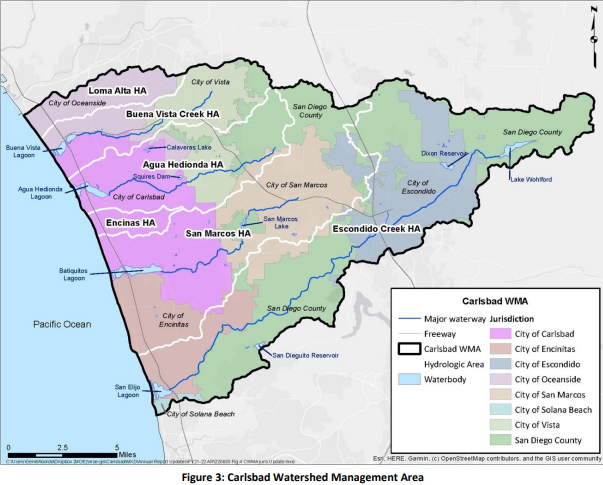 N
Loma Alta HA
City of Oceanside
City of Vista
Buena Vista Creek HA
San Diego
County
San Diego County
Buena Vista
Lagoon
Calaveras Lake
Agua Hedionda HA
Squires Dam
Dixon Reservoir
Lake Wohlford
Agua Hedionda
Lagoon
City of Carlsbad
City of San Marcos
City of
Escondido
Encinas HA
San Marcos HA
San Marcos
Lake
Escondido Creek HA
Batiquitos
Lagoon
San Diego County
City of
Encinitas
Pacific Ocean
San Dieguito Reservoir
San Elijo
Lagoon
City of Solana Beach
Carlsbad WMA
Major waterway
Freeway
Carlsbad WMA
Hydrologic Area
Waterbody
Jurisdiction
City of Carlsbad
City of Encinitas
City of Escondido
City of Oceanside
City of San Marcos
City of Solana Beach
City of Vista
San Diego County
0 2.5 5
Miles
Esri, HERE, Garmin, (c) OpenStreetMap contributors, and the GIS user community
Figure 3: Carlsbad Watershed Management Area